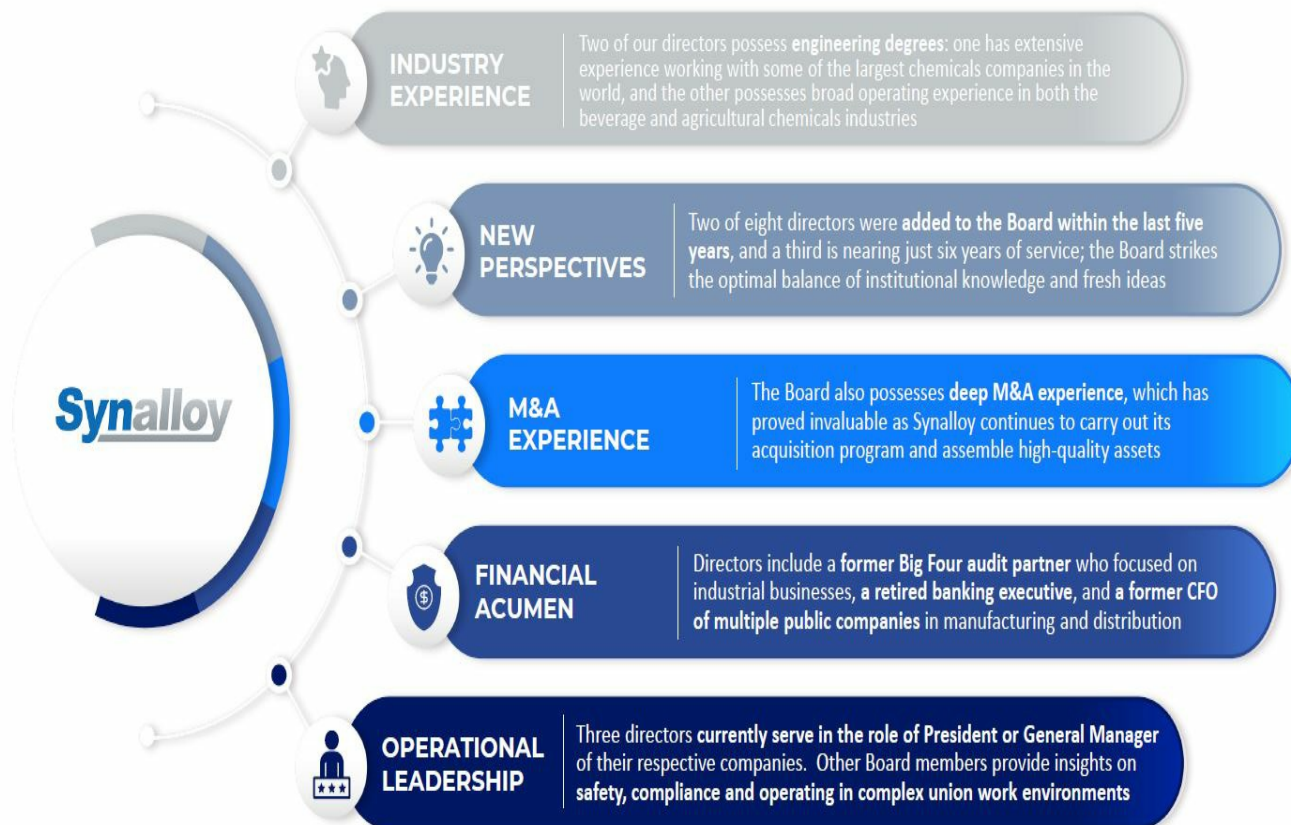 INDUSTRY
EXPERIENCE
Two of our directors possess engineering degrees: one has extensive
experience working with some of the largest chemicals companies in the
world, and the other possesses broad operating experience in both the
beverage and agricultural chemicals industries
NEW
PERSPECTIVES
Two of eight directors were added to the Board within the last five
years, and a third is nearing just six years of service; the Board strikes
the optimal balance of institutional knowledge and fresh ideas
Synalloy
M&A
EXPERIENCE
The Board also possesses deep M&A experience, which has
proved invaluable as Synalloy continues to carry out its
acquisition program and assemble high-quality assets
FINANCIAL
ACUMEN
$
Directors include a former Big Four audit partner who focused on
industrial businesses, a retired banking executive, and a former CFO
of multiple public companies in manufacturing and distribution
OPERATIONAL
LEADERSHIP
Three directors currently serve in the role of President or General Manager
of their respective companies. Other Board members provide insights on
safety, compliance and operating in complex union work environments